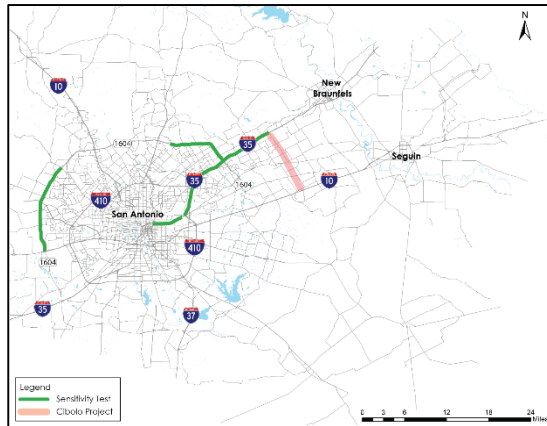 N
10
New
Braunfels
1604
35
Seguin
35
1604
10
410
San Antonio
410
1604
35
37
Legend
Sensitivity Test
Cibolo Project
0 3 6 12 18 24
Miles